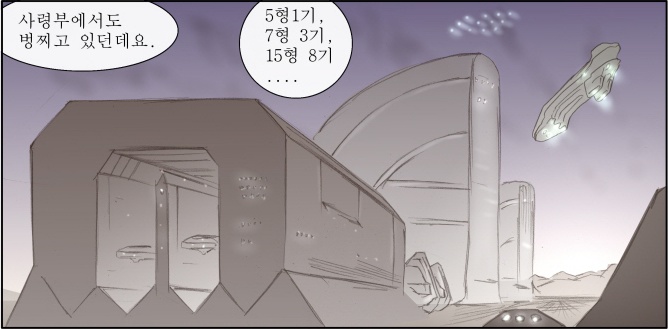 사령부에서도
벙찌고 있던데요.
5형1기,
7형 3기,
15형 8기
....